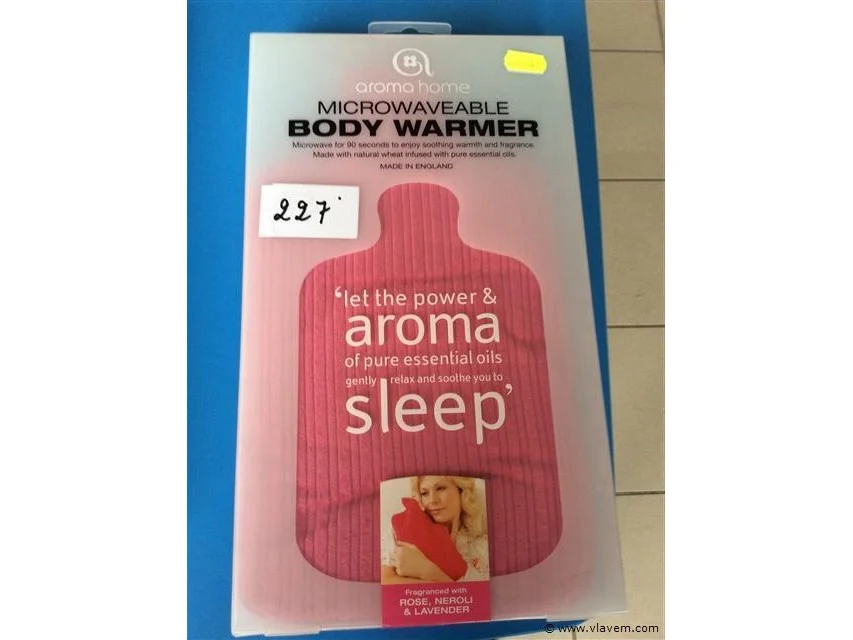 aroma home
MICROWAVEABLE
BODY WARMER
Microwave for 90 seconds to enjoy soothing warmth and fragrance.
Made with natural wheat infused with pure essential oils.
MADE IN ENGLAND
227
‘let the power &
aroma
of pure essential oils
gently relax and soothe you to
sleep’
Fragranced with
ROSE, NEROLI
& LAVENDER
© www.vlavem.com